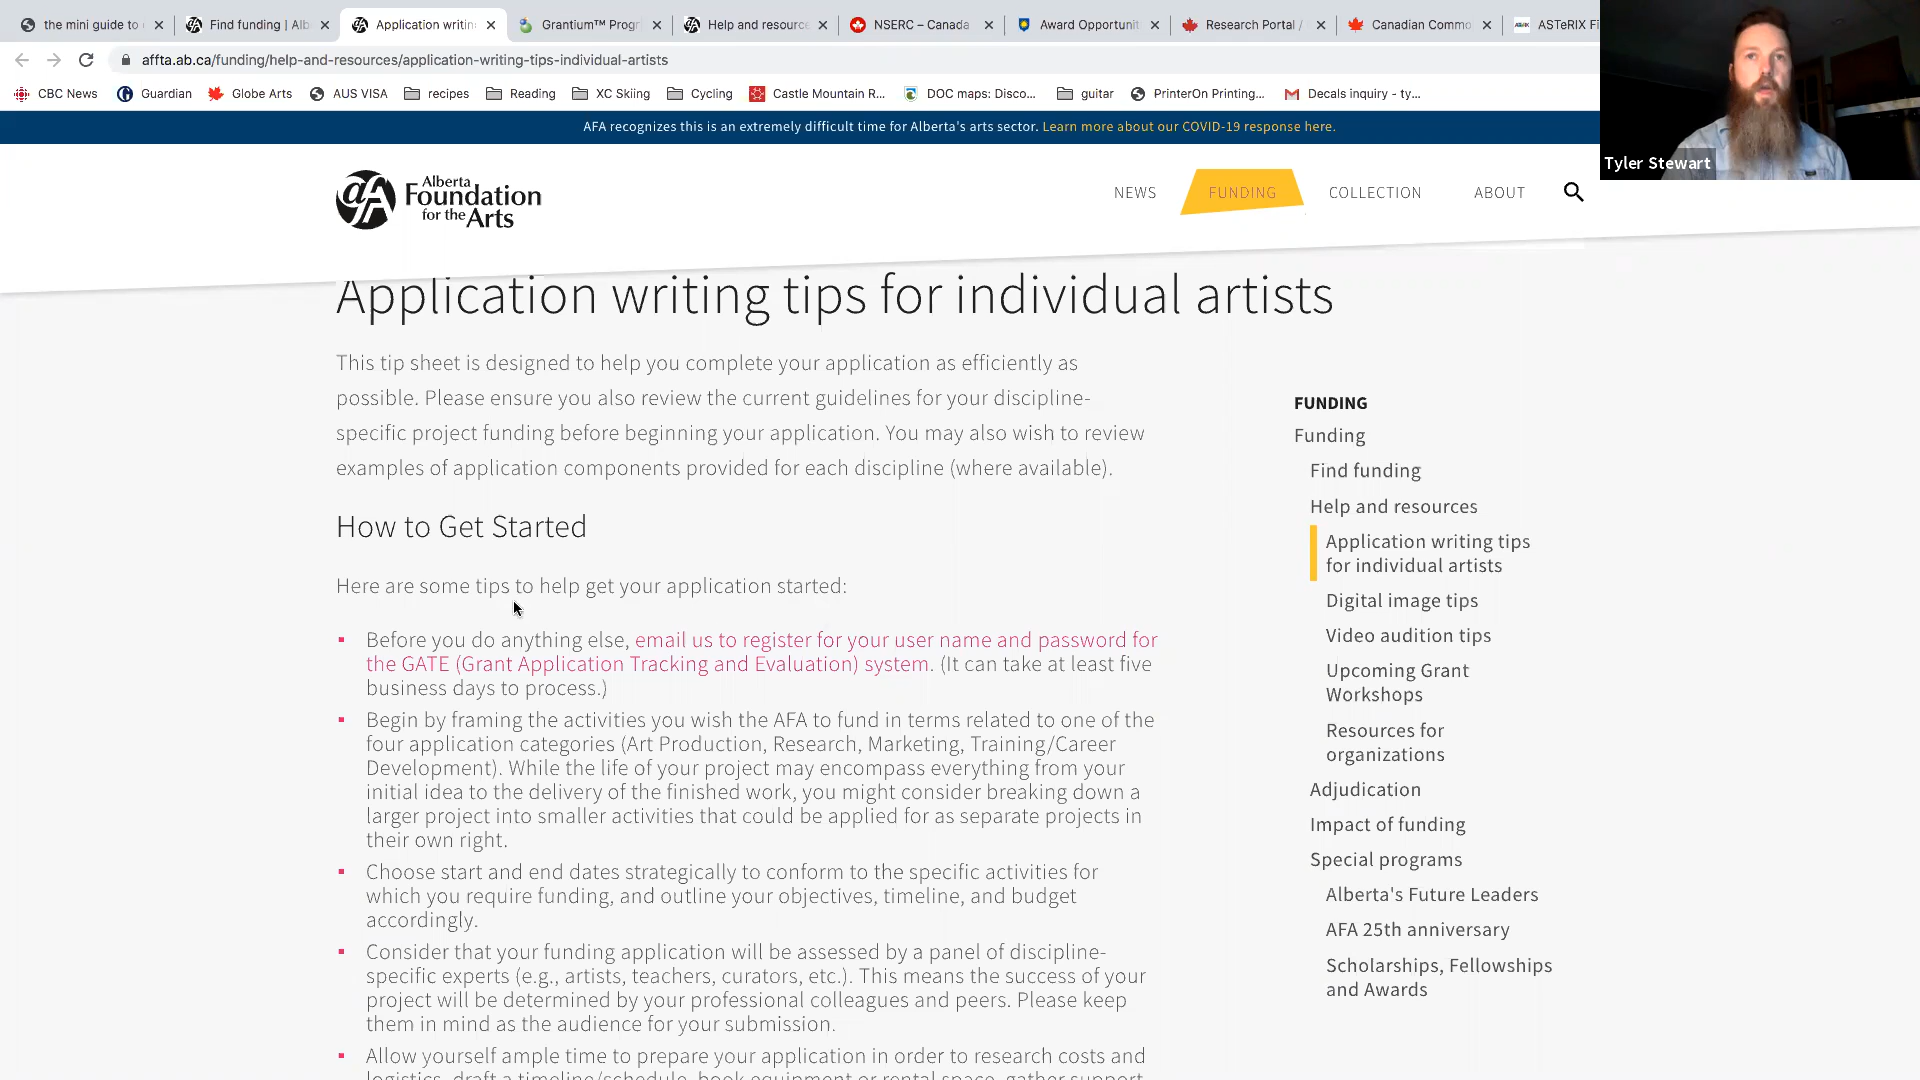 the mini guide to
Find funding | Alb
Application writin
Grantium™ Progr
Help and resource
NSERC – Canada
Award Opportunit
Research Portal /
Canadian Commo
ASTeRIX Fi
affta.ab.ca/funding/help-and-resources/application-writing-tips-individual-artists
CBC News
Guardian
Globe Arts
AUS VISA
recipes
Reading
XC Skiing
Cycling
Castle Mountain R...
DOC maps: Disco...
guitar
PrinterOn Printing...
Decals inquiry - ty...
Tyler Stewart
AFA recognizes this is an extremely difficult time for Alberta's arts sector. Learn more about our COVID-19 response here.
Alberta
Foundation
for the Arts
NEWS
FUNDING
COLLECTION
ABOUT
Application writing tips for individual artists
This tip sheet is designed to help you complete your application as efficiently as
possible. Please ensure you also review the current guidelines for your discipline-
specific project funding before beginning your application. You may also wish to review
examples of application components provided for each discipline (where available).
How to Get Started
Here are some tips to help get your application started:
Before you do anything else, email us to register for your user name and password for
the GATE (Grant Application Tracking and Evaluation) system. (It can take at least five
business days to process.)
Begin by framing the activities you wish the AFA to fund in terms related to one of the
four application categories (Art Production, Research, Marketing, Training/Career
Development). While the life of your project may encompass everything from your
initial idea to the delivery of the finished work, you might consider breaking down a
larger project into smaller activities that could be applied for as separate projects in
their own right.
Choose start and end dates strategically to conform to the specific activities for
which you require funding, and outline your objectives, timeline, and budget
accordingly.
Consider that your funding application will be assessed by a panel of discipline-
specific experts (e.g., artists, teachers, curators, etc.). This means the success of your
project will be determined by your professional colleagues and peers. Please keep
them in mind as the audience for your submission.
Allow yourself ample time to prepare your application in order to research costs and
logistics, draft a timeline/schedule, book equipment or rental space, gather support
FUNDING
Funding
Find funding
Help and resources
Application writing tips
for individual artists
Digital image tips
Video audition tips
Upcoming Grant
Workshops
Resources for
organizations
Adjudication
Impact of funding
Special programs
Alberta's Future Leaders
AFA 25th anniversary
Scholarships, Fellowships
and Awards